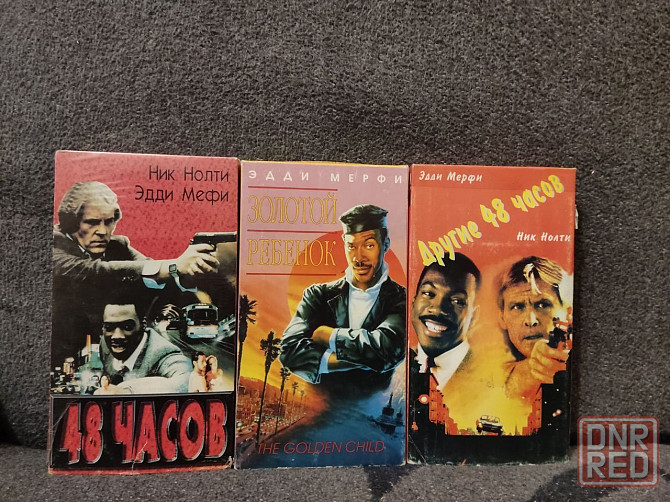 Ник Нолти
Эдди Мефи
48 ЧАСОВ
ЭДДИ МЕРФИ
ЗОЛОТОЙ
РЕБЕНОК
THE GOLDEN CHILD
Эдди Мерфи
Другие 48 часов
Ник Нолти
DNR
RED